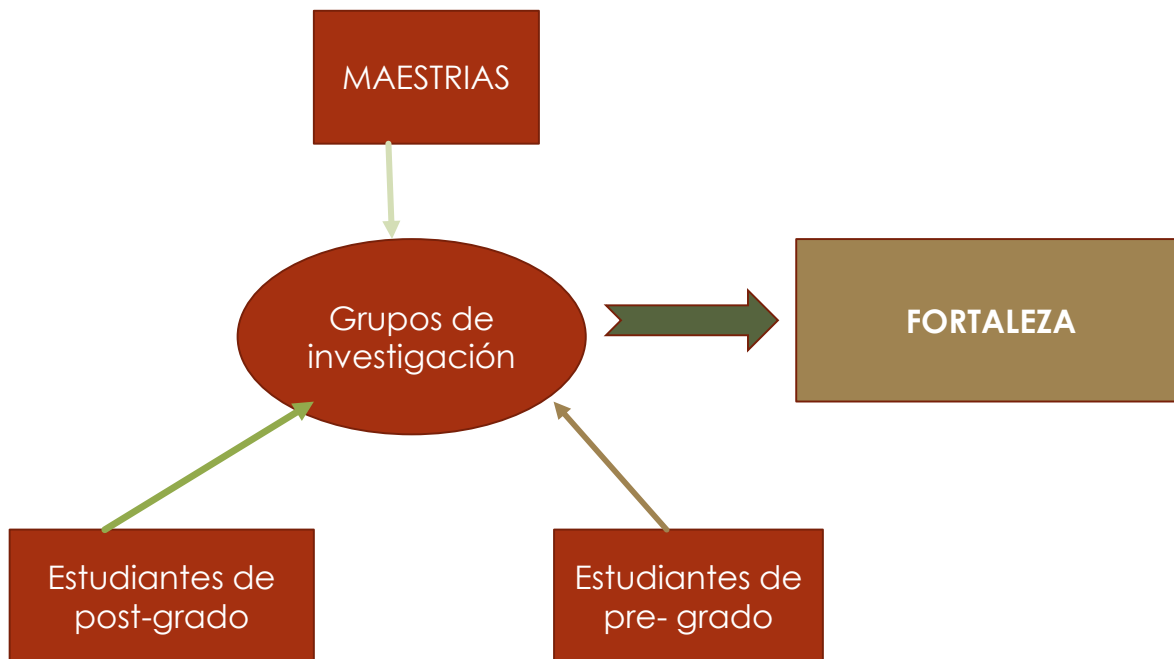 MAESTRIAS
Grupos de
investigación
FORTALEZA
Estudiantes de
post-grado
Estudiantes de
pre- grado